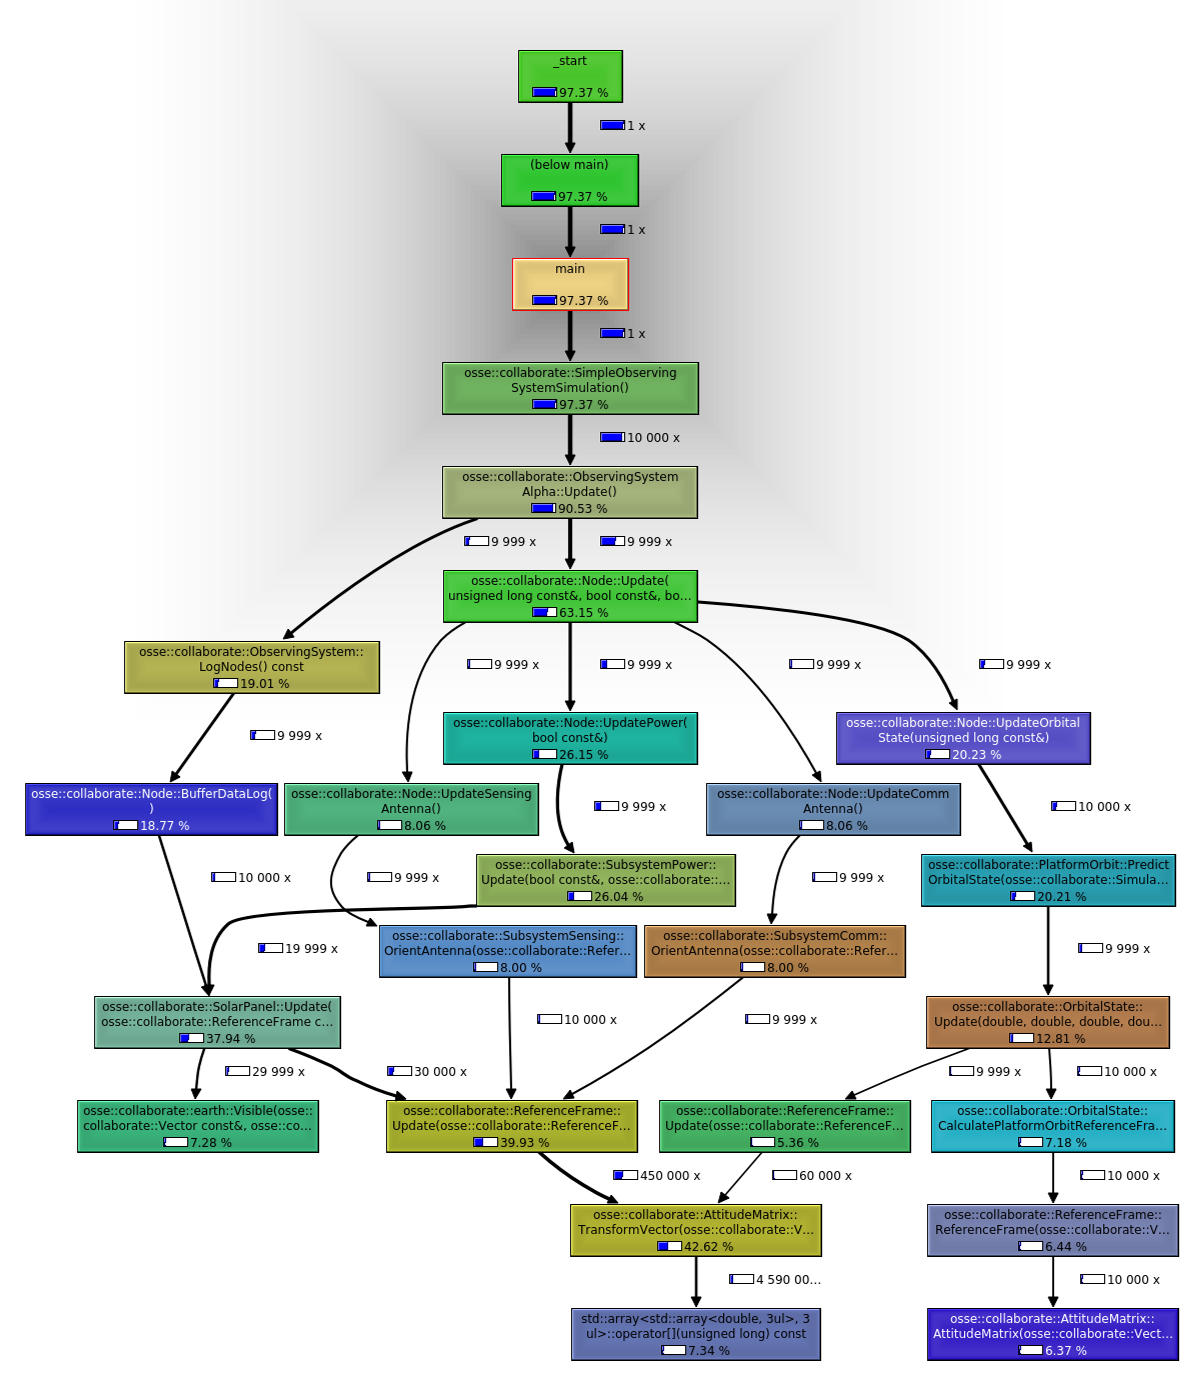 _start
97.37 %
1 x
(below main)
97.37 %
1 x
main
97.37 %
1 x
osse::collaborate::SimpleObserving
SystemSimulation()
97.37 %
10 000 x
osse::collaborate::ObservingSystem
Alpha::Update()
90.53 %
9 999 x
9 999 x
osse::collaborate::Node::Update(
unsigned long const&, bool const&, bo...
63.15 %
osse::collaborate::ObservingSystem::
LogNodes() const
19.01 %
9 999 x
9 999 x
9 999 x
9 999 x
9 999 x
osse::collaborate::Node::UpdatePower(
bool const&)
26.15 %
osse::collaborate::Node::UpdateOrbital
State(unsigned long const&)
20.23 %
osse::collaborate::Node::BufferDataLog(
)
18.77 %
osse::collaborate::Node::UpdateSensing
Antenna()
8.06 %
9 999 x
osse::collaborate::Node::UpdateComm
Antenna()
8.06 %
10 000 x
10 000 x
9 999 x
osse::collaborate::SubsystemPower::
Update(bool const&, osse::collaborate::...
26.04 %
9 999 x
osse::collaborate::PlatformOrbit::Predict
OrbitalState(osse::collaborate::Simula...
20.21 %
19 999 x
osse::collaborate::SubsystemSensing::
OrientAntenna(osse::collaborate::Refer...
8.00 %
osse::collaborate::SubsystemComm::
OrientAntenna(osse::collaborate::Refer...
8.00 %
9 999 x
osse::collaborate::SolarPanel::Update(
osse::collaborate::ReferenceFrame c...
37.94 %
10 000 x
9 999 x
osse::collaborate::OrbitalState::
Update(double, double, double, dou...
12.81 %
29 999 x
30 000 x
9 999 x
10 000 x
osse::collaborate::earth::Visible(osse::
collaborate::Vector const&, osse::co...
7.28 %
osse::collaborate::ReferenceFrame::
Update(osse::collaborate::ReferenceF...
39.93 %
osse::collaborate::ReferenceFrame::
Update(osse::collaborate::ReferenceF...
5.36 %
osse::collaborate::OrbitalState::
CalculatePlatformOrbitReferenceFra...
7.18 %
450 000 x
60 000 x
10 000 x
osse::collaborate::AttitudeMatrix::
TransformVector(osse::collaborate::V...
42.62 %
osse::collaborate::ReferenceFrame::
ReferenceFrame(osse::collaborate::V...
6.44 %
4 590 00...
10 000 x
std::array<std::array<double, 3ul>, 3
ul>::operator[](unsigned long) const
7.34 %
osse::collaborate::AttitudeMatrix::
AttitudeMatrix(osse::collaborate::Vect...
6.37 %